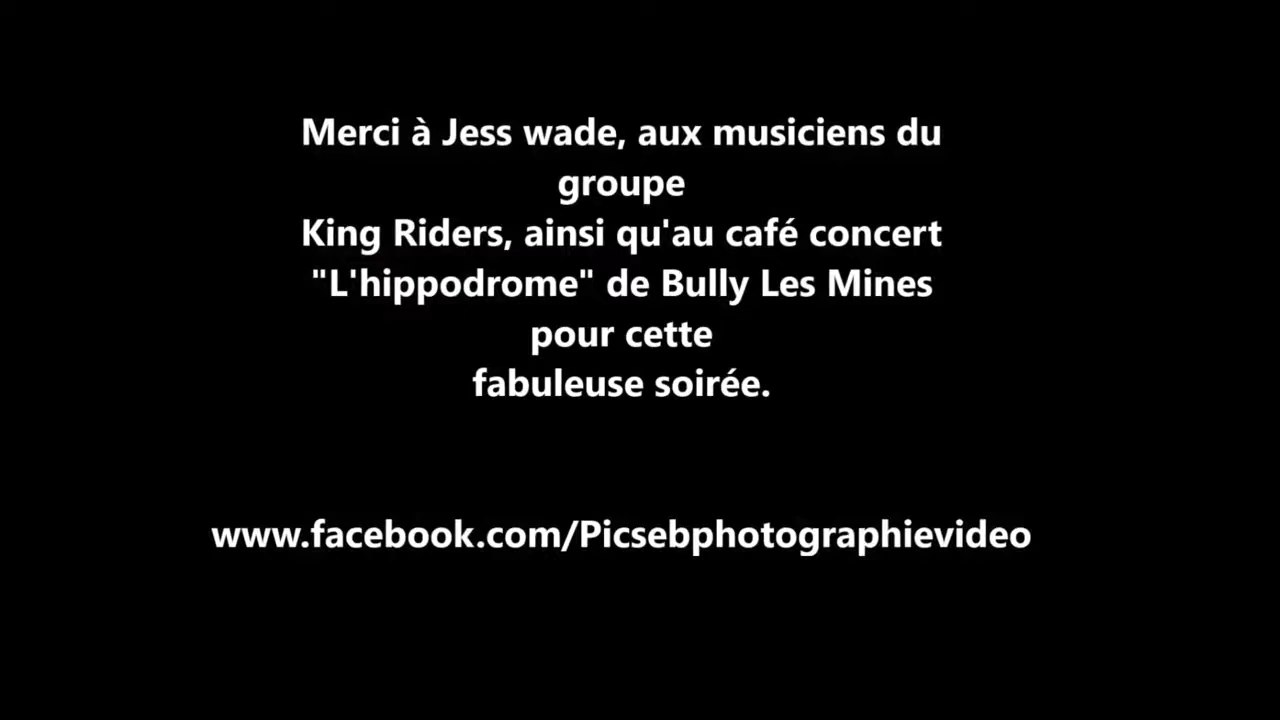 Merci à Jess wade, aux musiciens du
groupe
King Riders, ainsi qu'au café concert
"L'hippodrome" de Bully Les Mines
pour cette
fabuleuse soirée.
www.facebook.com/Picsebphotographievideo